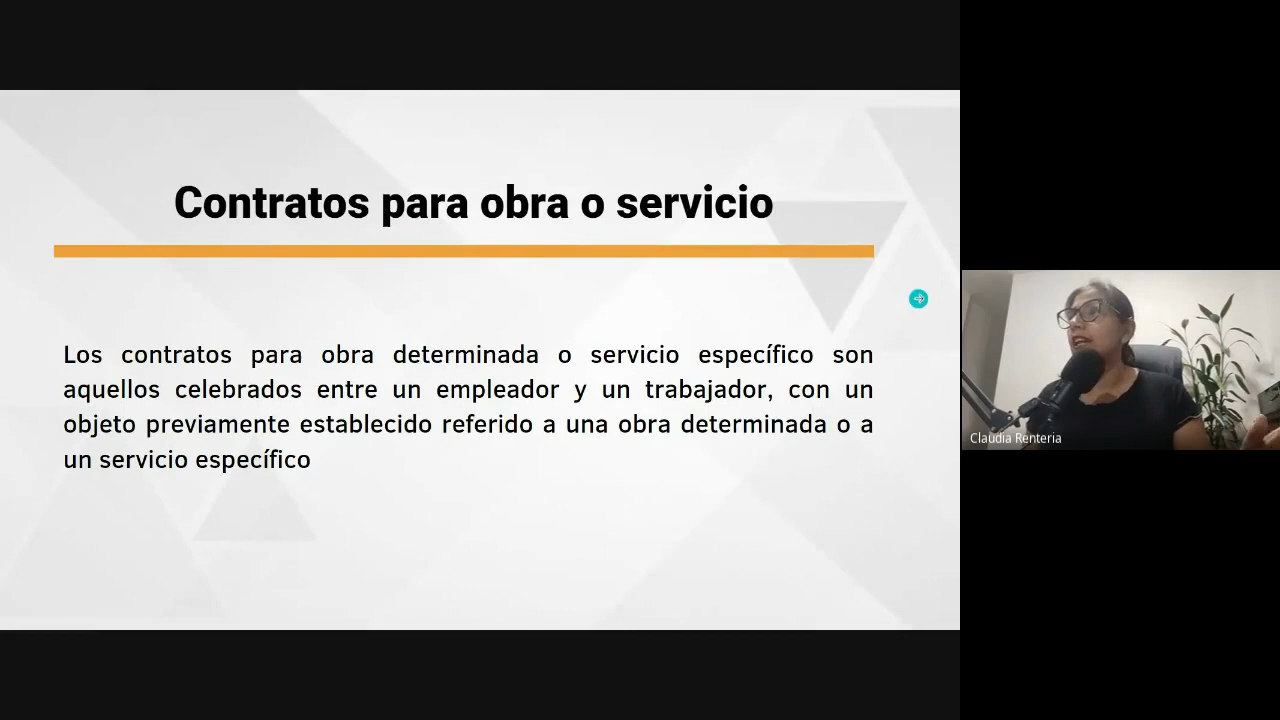 Contratos para obra o servicio
Los contratos para obra determinada o servicio específico son
aquellos celebrados entre un empleador y un trabajador, con un
objeto previamente establecido referido a una obra determinada o a
un servicio específico
Claudia Renteria